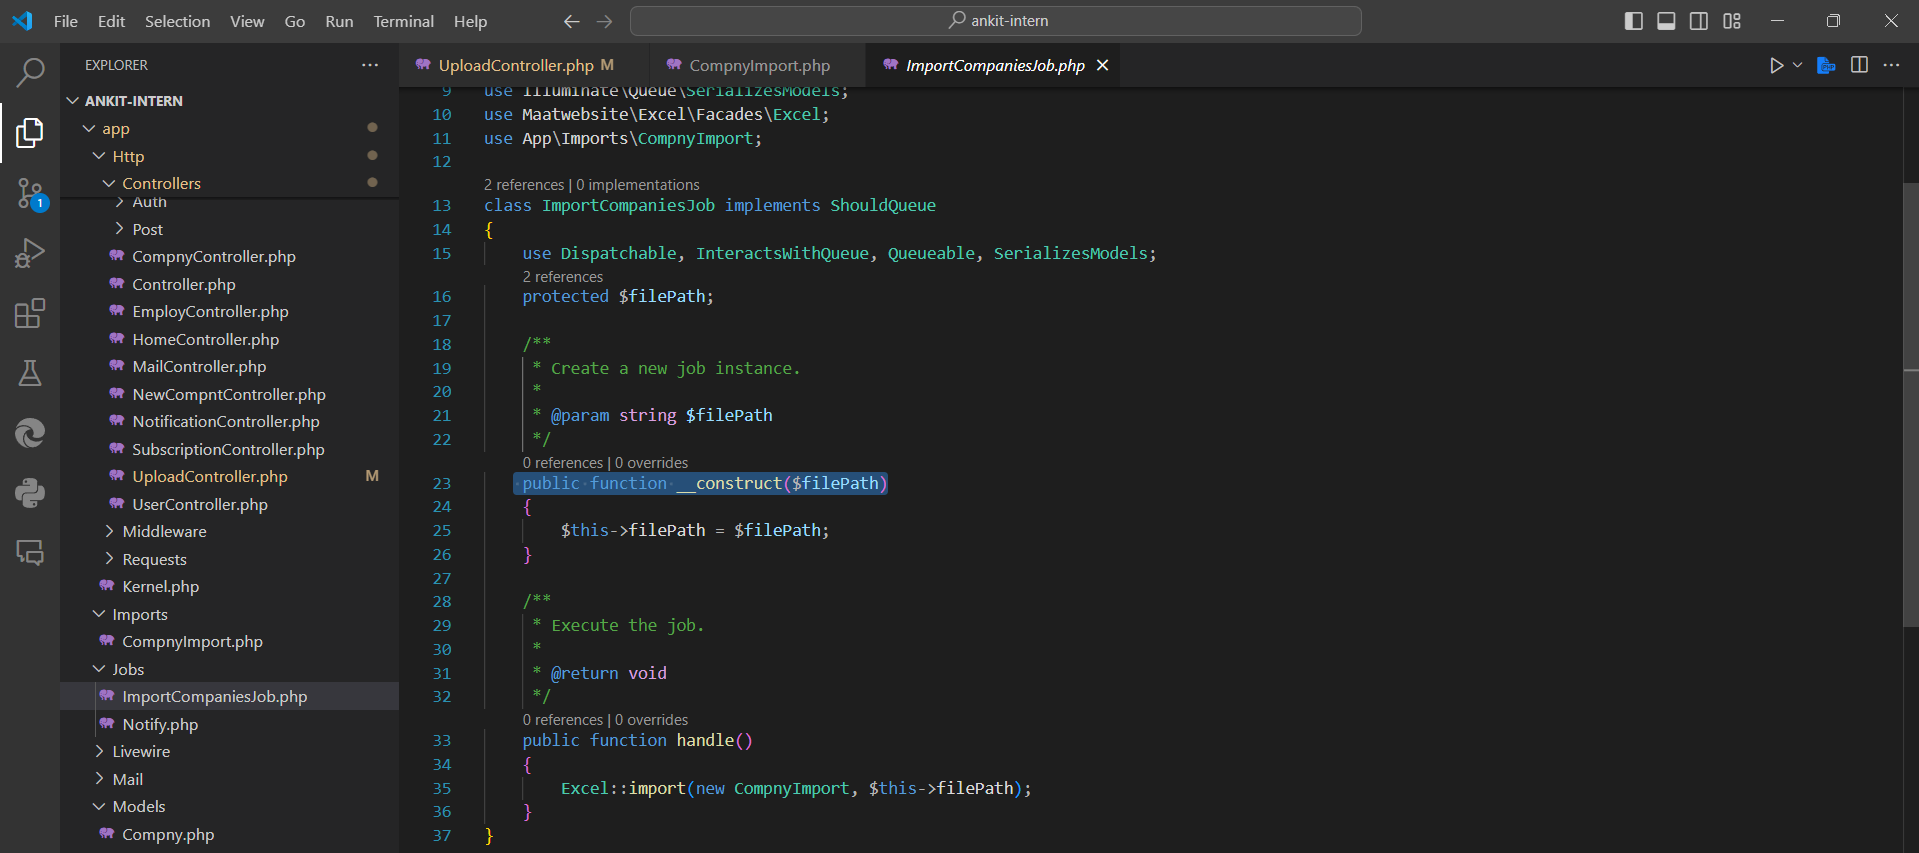 File Edit Selection View Go Run Terminal Help
ankit-intern
EXPLORER
ANKIT-INTERN
app
Http
Controllers
Auth
Post
CompnyController.php
Controller.php
EmployController.php
HomeController.php
MailController.php
NewCompntController.php
NotificationController.php
SubscriptionController.php
UploadController.php M
UserController.php
Middleware
Requests
Kernel.php
Imports
CompnyImport.php
Jobs
ImportCompaniesJob.php
Notify.php
Livewire
Mail
Models
Compny.php
1
UploadController.php M CompnyImport.php ImportCompaniesJob.php
9 use Illuminate\Queue\SerializesModels;
10 use Maatwebsite\Excel\Facades\Excel;
11 use App\Imports\CompnyImport;
12
2 references | 0 implementations
13 class ImportCompaniesJob implements ShouldQueue
14 {
15 use Dispatchable, InteractsWithQueue, Queueable, SerializesModels;
2 references
16 protected $filePath;
17
18 /**
19 * Create a new job instance.
20 *
21 * @param string $filePath
22 */
0 references | 0 overrides
23 public function __construct($filePath)
24 {
25 $this->filePath = $filePath;
26 }
27
28 /**
29 * Execute the job.
30 *
31 * @return void
32 */
0 references | 0 overrides
33 public function handle()
34 {
35 Excel::import(new CompnyImport, $this->filePath);
36 }
37 }